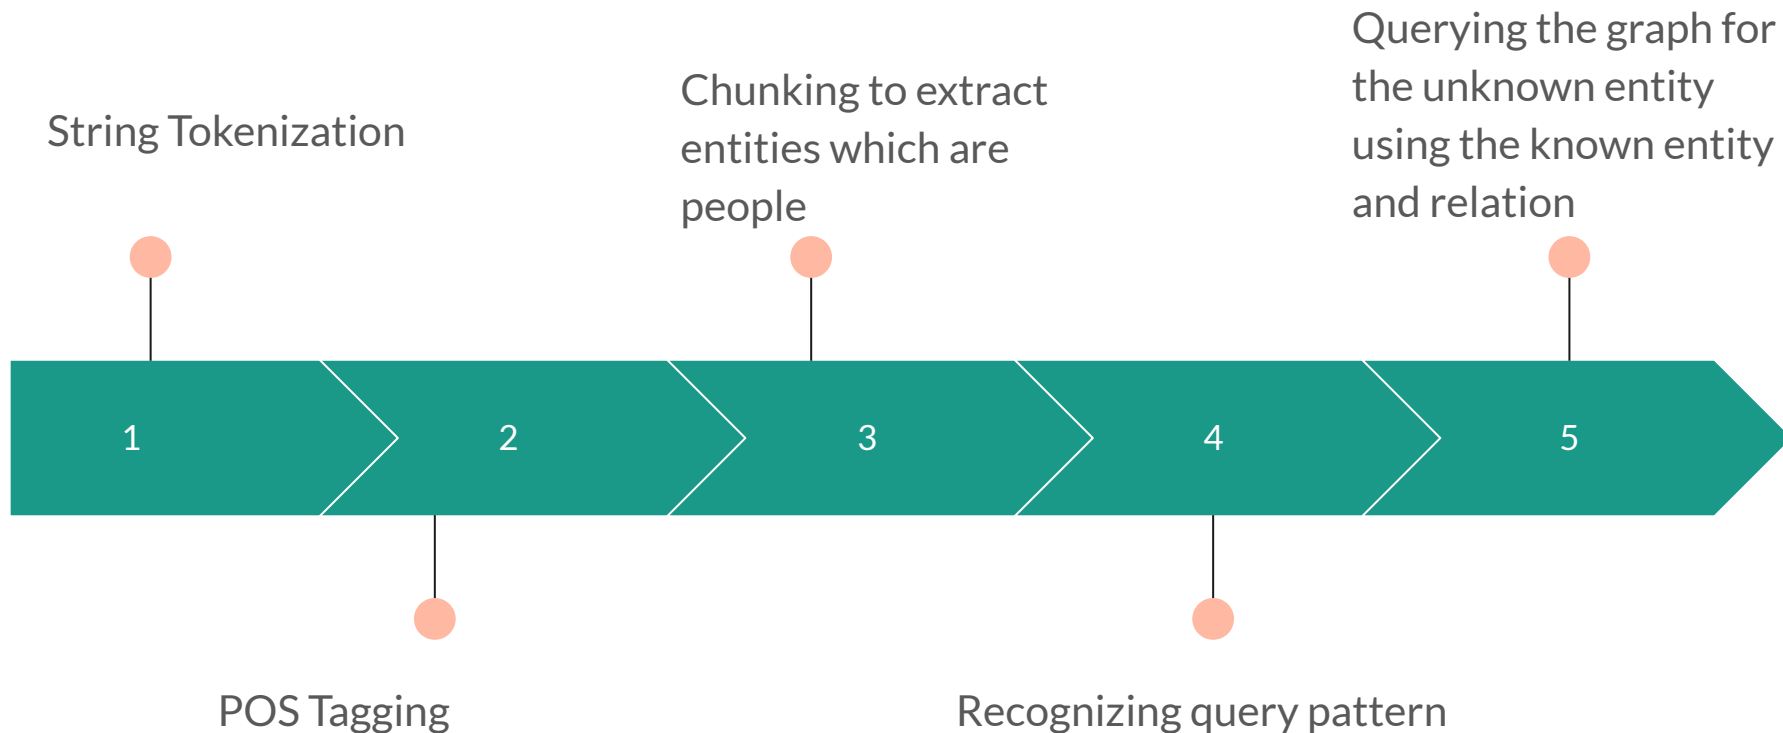 String Tokenization
Chunking to extract
entities which are
people
Querying the graph for
the unknown entity
using the known entity
and relation
1
2
3
4
5
POS Tagging
Recognizing query pattern